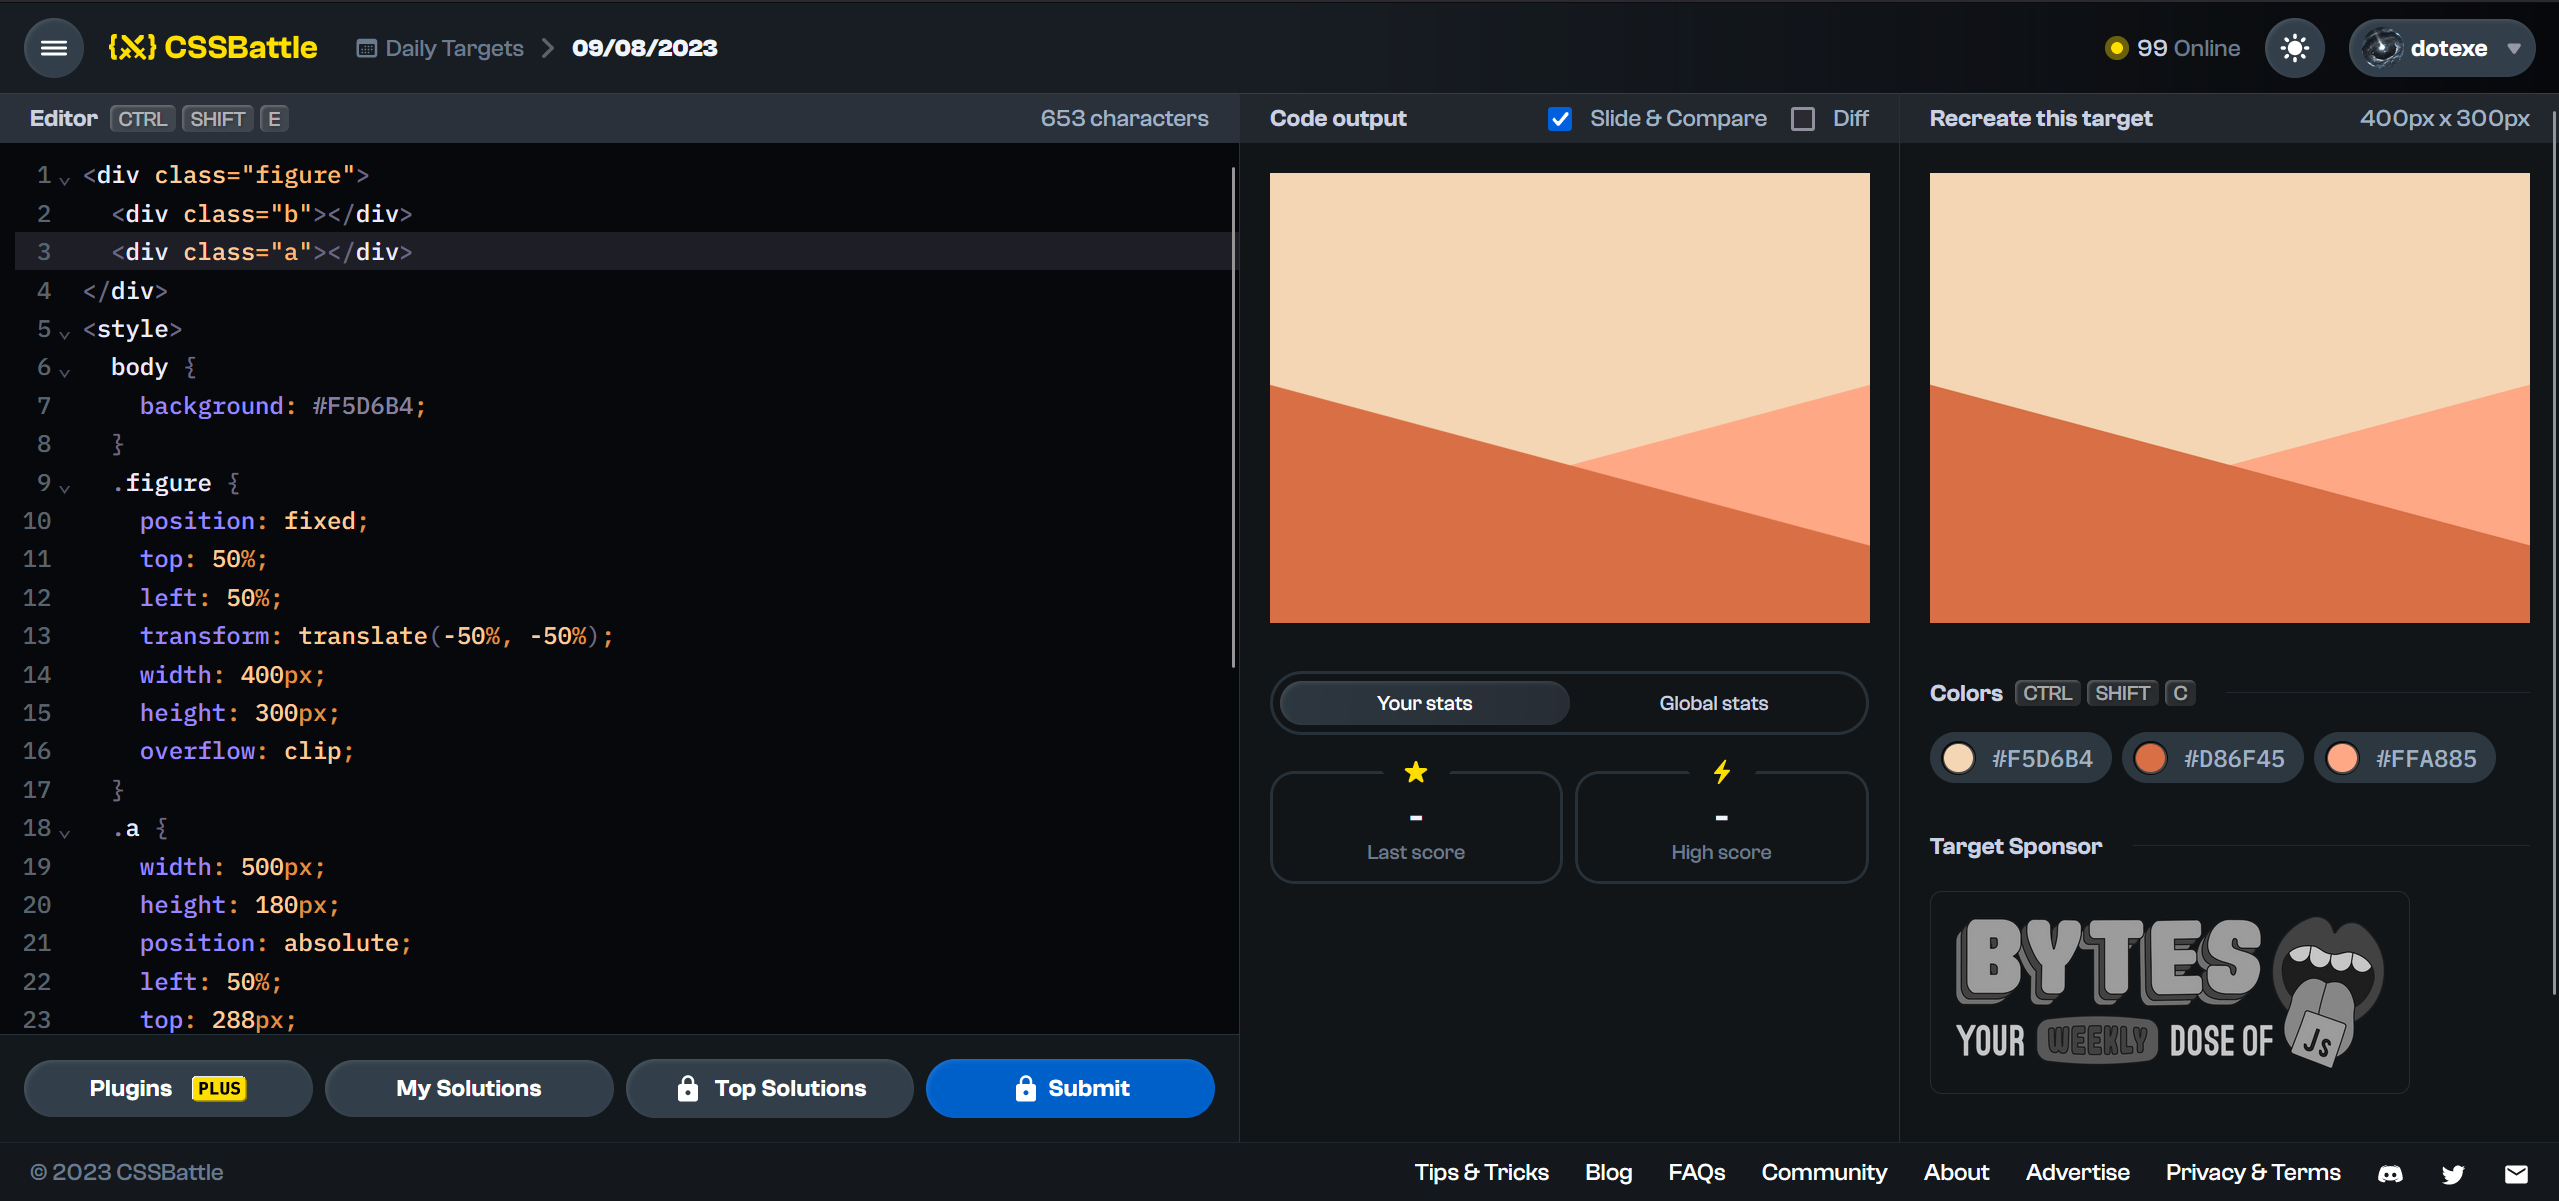 {X} CSSBattle
Daily Targets
09/08/2023
99 Online
dotexe
Editor CTRL SHIFT E
653 characters
1 <div class="figure">
2 <div class="b"></div>
3 <div class="a"></div>
4 </div>
5 <style>
6 body {
7 background: #F5D6B4;
8 }
9 .figure {
10 position: fixed;
11 top: 50%;
12 left: 50%;
13 transform: translate(-50%, -50%);
14 width: 400px;
15 height: 300px;
16 overflow: clip;
17 }
18 .a {
19 width: 500px;
20 height: 180px;
21 position: absolute;
22 left: 50%;
23 top: 288px;
Plugins PLUS
My Solutions
Top Solutions
Submit
Code output
Slide & Compare
Diff
Your stats
Global stats
-
Last score
-
High score
Recreate this target
400px x 300px
Colors CTRL SHIFT C
#F5D6B4
#D86F45
#FFA885
Target Sponsor
BYTES
YOUR WEEKLY DOSE OF JS
© 2023 CSSBattle
Tips & Tricks
Blog
FAQs
Community
About
Advertise
Privacy & Terms